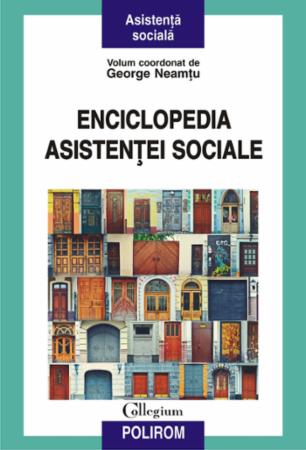 Asistență
socială
Volum coordonat de
George Neamțu
ENCICLOPEDIA
ASISTENȚEI SOCIALE
Collegium
POLIROM